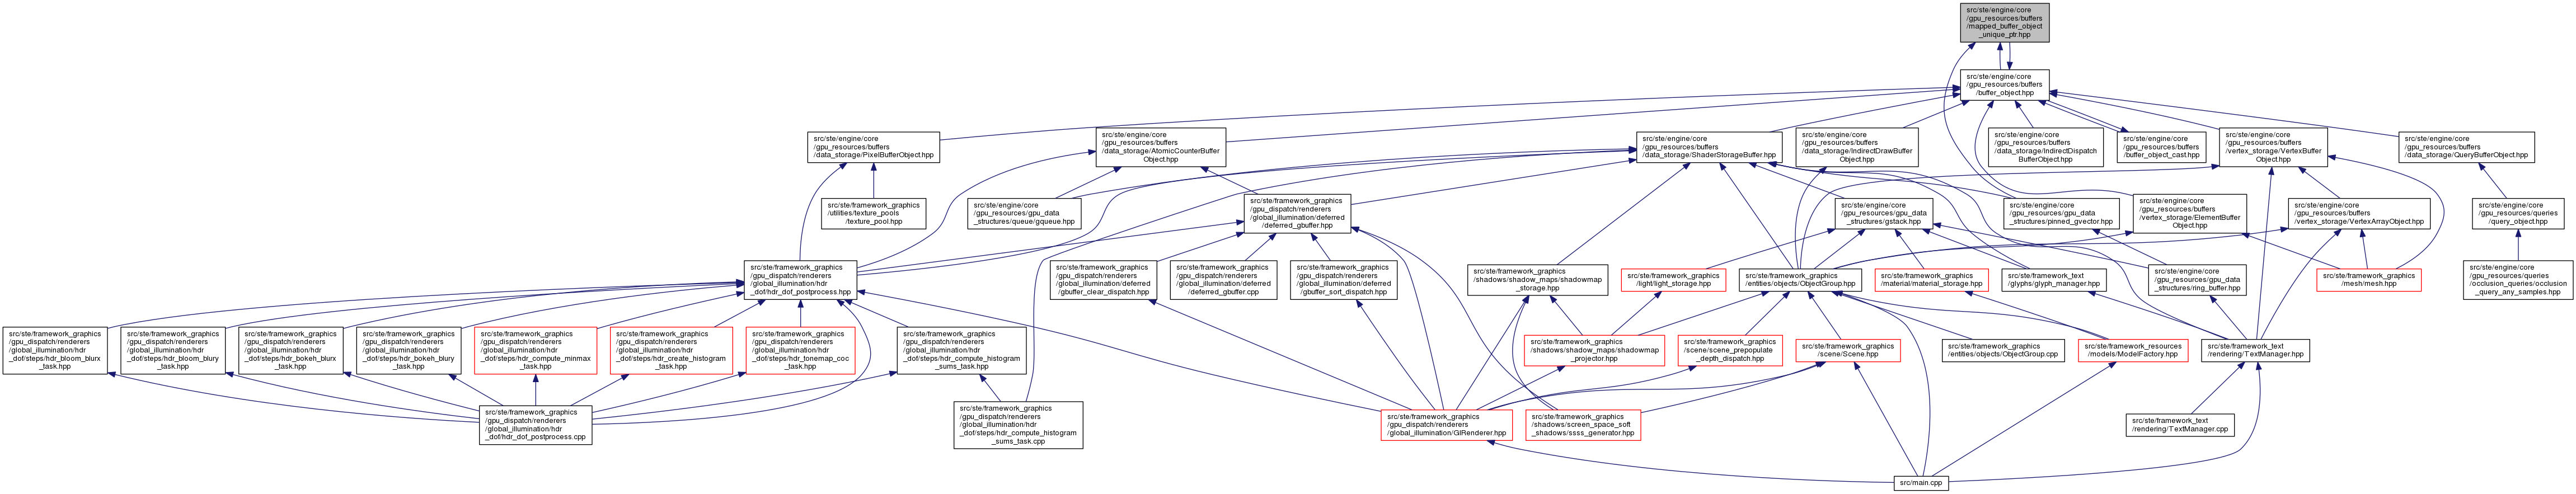 src/ste/engine/core
/gpu_resources/buffers
/mapped_buffer_object
_unique_ptr.hpp
src/ste/engine/core
/gpu_resources/buffers
/buffer_object.hpp
src/ste/engine/core
/gpu_resources/buffers
/data_storage/PixelBufferObject.hpp
src/ste/engine/core
/gpu_resources/buffers
/data_storage/AtomicCounterBuffer
Object.hpp
src/ste/engine/core
/gpu_resources/buffers
/data_storage/ShaderStorageBuffer.hpp
src/ste/engine/core
/gpu_resources/buffers
/data_storage/IndirectDrawBuffer
Object.hpp
src/ste/engine/core
/gpu_resources/buffers
/data_storage/IndirectDispatch
BufferObject.hpp
src/ste/engine/core
/gpu_resources/buffers
/buffer_object_cast.hpp
src/ste/engine/core
/gpu_resources/buffers
/vertex_storage/VertexBuffer
Object.hpp
src/ste/engine/core
/gpu_resources/buffers
/data_storage/QueryBufferObject.hpp
src/ste/framework_graphics
/utilities/texture_pools
/texture_pool.hpp
src/ste/engine/core
/gpu_resources/gpu_data
_structures/queue/gqueue.hpp
src/ste/framework_graphics
/gpu_dispatch/renderers
/global_illumination/deferred
/deferred_gbuffer.hpp
src/ste/engine/core
/gpu_resources/gpu_data
_structures/gstack.hpp
src/ste/engine/core
/gpu_resources/gpu_data
_structures/pinned_gvector.hpp
src/ste/engine/core
/gpu_resources/buffers
/vertex_storage/ElementBuffer
Object.hpp
src/ste/engine/core
/gpu_resources/buffers
/vertex_storage/VertexArrayObject.hpp
src/ste/engine/core
/gpu_resources/queries
/query_object.hpp
src/ste/framework_graphics
/gpu_dispatch/renderers
/global_illumination/hdr
_dof/hdr_dof_postprocess.hpp
src/ste/framework_graphics
/gpu_dispatch/renderers
/global_illumination/deferred
/gbuffer_clear_dispatch.hpp
src/ste/framework_graphics
/gpu_dispatch/renderers
/global_illumination/deferred
/deferred_gbuffer.cpp
src/ste/framework_graphics
/gpu_dispatch/renderers
/global_illumination/deferred
/gbuffer_sort_dispatch.hpp
src/ste/framework_graphics
/shadows/shadow_maps/shadowmap
_storage.hpp
src/ste/framework_graphics
/light/light_storage.hpp
src/ste/framework_graphics
/entities/objects/ObjectGroup.hpp
src/ste/framework_graphics
/material/material_storage.hpp
src/ste/framework_text
/glyphs/glyph_manager.hpp
src/ste/engine/core
/gpu_resources/gpu_data
_structures/ring_buffer.hpp
src/ste/framework_graphics
/mesh/mesh.hpp
src/ste/engine/core
/gpu_resources/queries
/occlusion_queries/occlusion
_query_any_samples.hpp
src/ste/framework_graphics
/gpu_dispatch/renderers
/global_illumination/hdr
_dof/steps/hdr_bloom_blurx
_task.hpp
src/ste/framework_graphics
/gpu_dispatch/renderers
/global_illumination/hdr
_dof/steps/hdr_bloom_blury
_task.hpp
src/ste/framework_graphics
/gpu_dispatch/renderers
/global_illumination/hdr
_dof/steps/hdr_bokeh_blurx
_task.hpp
src/ste/framework_graphics
/gpu_dispatch/renderers
/global_illumination/hdr
_dof/steps/hdr_bokeh_blury
_task.hpp
src/ste/framework_graphics
/gpu_dispatch/renderers
/global_illumination/hdr
_dof/steps/hdr_compute_minmax
_task.hpp
src/ste/framework_graphics
/gpu_dispatch/renderers
/global_illumination/hdr
_dof/steps/hdr_create_histogram
_task.hpp
src/ste/framework_graphics
/gpu_dispatch/renderers
/global_illumination/hdr
_dof/steps/hdr_tonemap_coc
_task.hpp
src/ste/framework_graphics
/gpu_dispatch/renderers
/global_illumination/hdr
_dof/steps/hdr_compute_histogram
_sums_task.hpp
src/ste/framework_graphics
/shadows/shadow_maps/shadowmap
_projector.hpp
src/ste/framework_graphics
/scene/scene_prepopulate
_depth_dispatch.hpp
src/ste/framework_graphics
/scene/Scene.hpp
src/ste/framework_graphics
/entities/objects/ObjectGroup.cpp
src/ste/framework_resources
/models/ModelFactory.hpp
src/ste/framework_text
/rendering/TextManager.hpp
src/ste/framework_graphics
/gpu_dispatch/renderers
/global_illumination/hdr
_dof/hdr_dof_postprocess.cpp
src/ste/framework_graphics
/gpu_dispatch/renderers
/global_illumination/hdr
_dof/steps/hdr_compute_histogram
_sums_task.cpp
src/ste/framework_graphics
/gpu_dispatch/renderers
/global_illumination/GIRenderer.hpp
src/ste/framework_graphics
/shadows/screen_space_soft
_shadows/ssss_generator.hpp
src/ste/framework_text
/rendering/TextManager.cpp
src/main.cpp